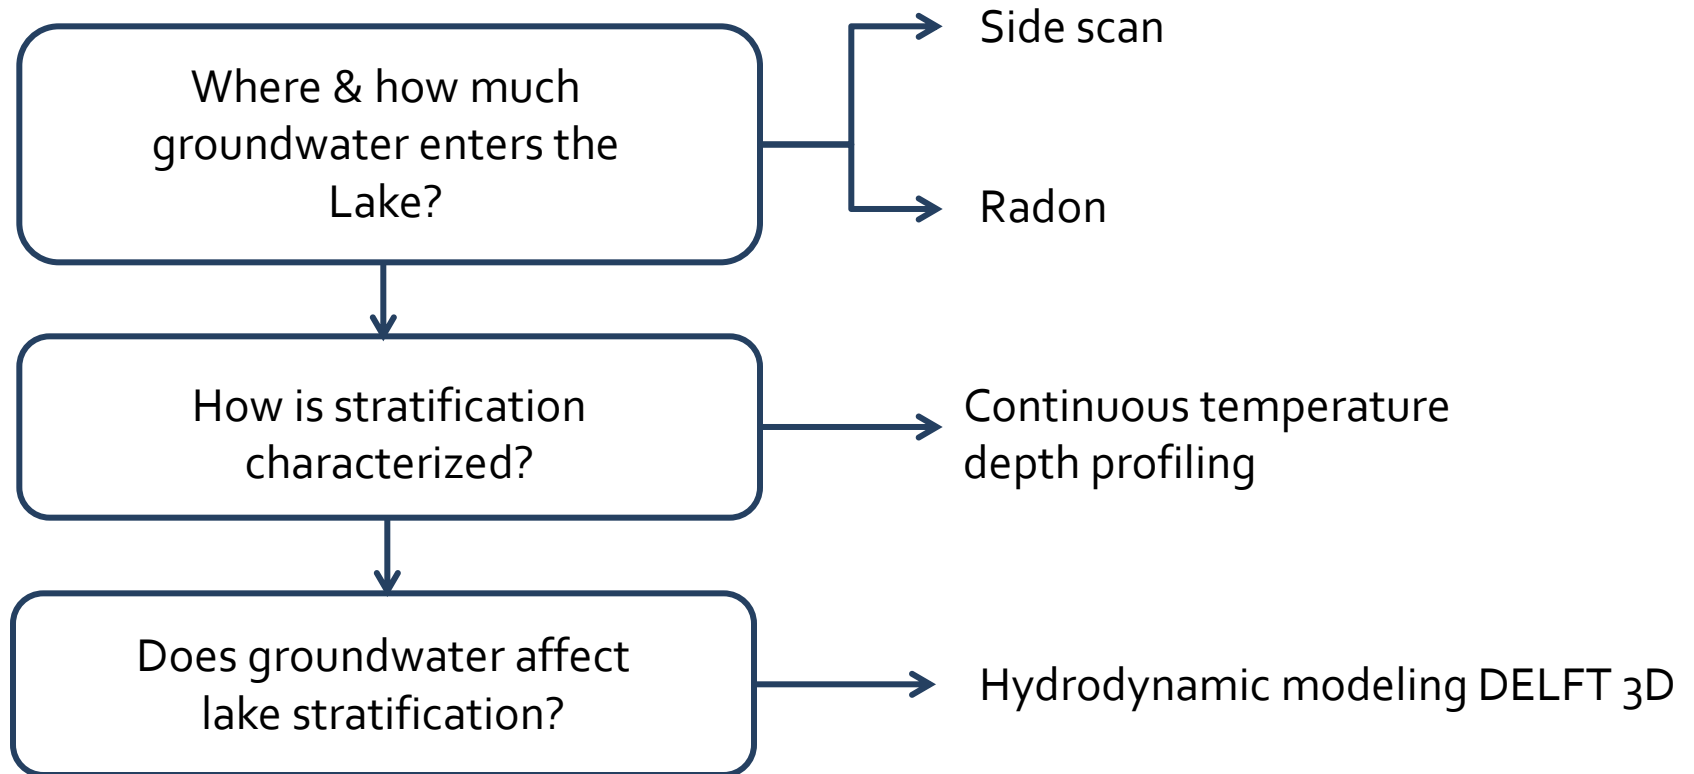 Where & how much
groundwater enters the
Lake?
Side scan
Radon
How is stratification
characterized?
Continuous temperature
depth profiling
Does groundwater affect
lake stratification?
Hydrodynamic modeling DELFT 3D